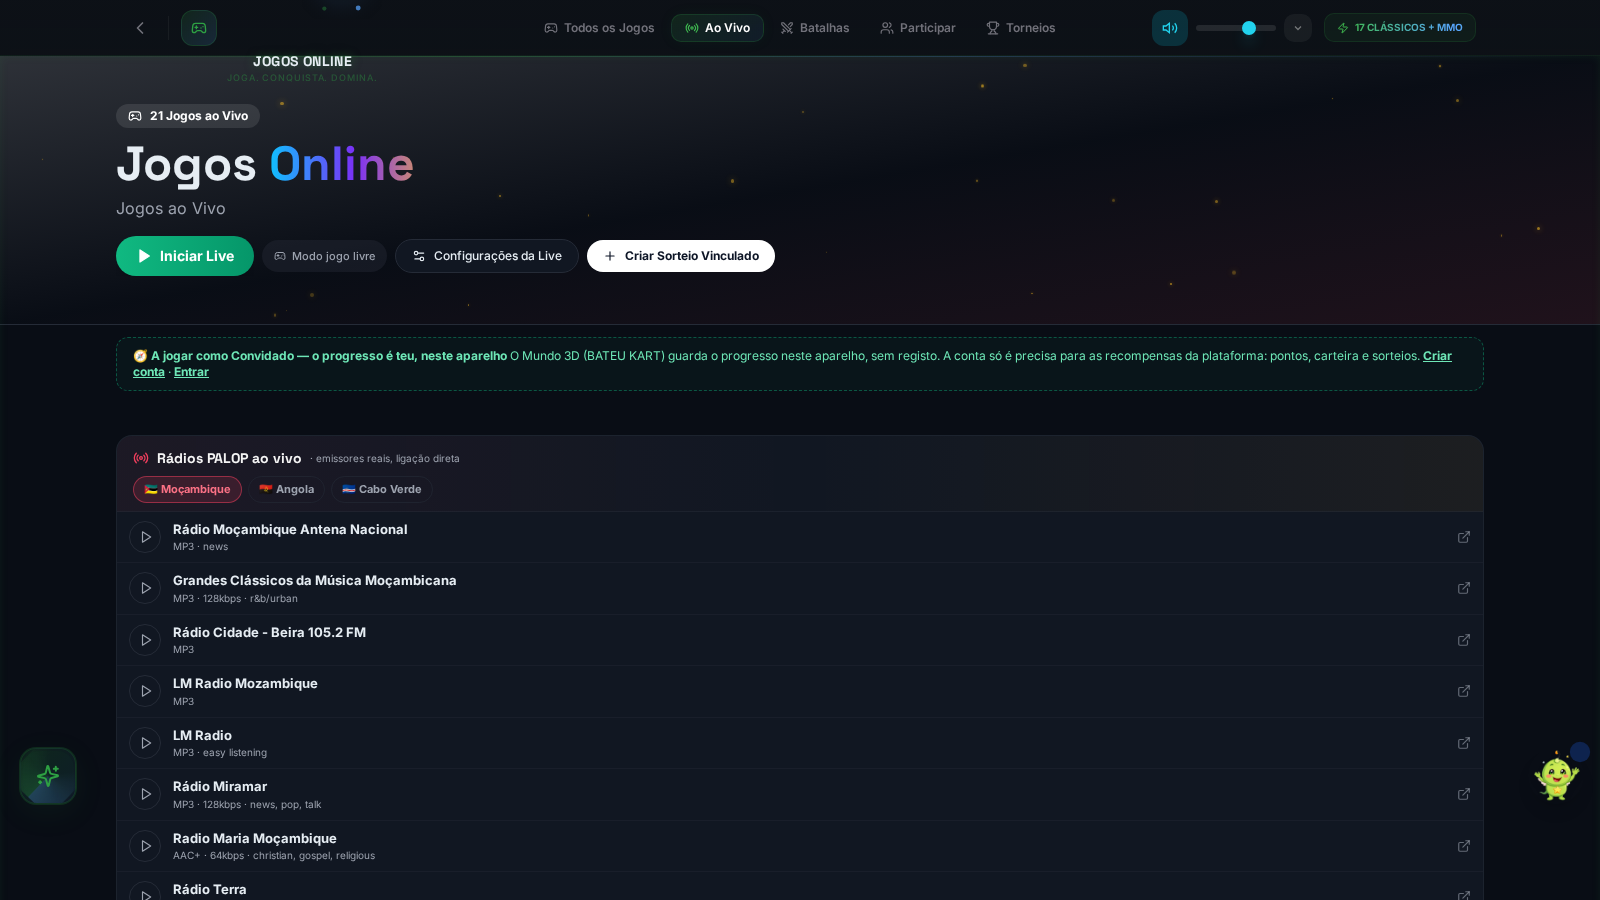 Todos os Jogos
Ao Vivo
Batalhas
Participar
Torneios
17 CLÁSSICOS + MMO
JOGOS ONLINE
JOGA. CONQUISTA. DOMINA.
21 Jogos ao Vivo
Jogos Online
Jogos ao Vivo
Iniciar Live
Modo jogo livre
Configurações da Live
Criar Sorteio Vinculado
A jogar como Convidado — o progresso é teu, neste aparelho O Mundo 3D (BATEU KART) guarda o progresso neste aparelho, sem registo. A conta só é precisa para as recompensas da plataforma: pontos, carteira e sorteios. Criar
conta · Entrar
Rádios PALOP ao vivo · emissores reais, ligação direta
Moçambique
Angola
Cabo Verde
Rádio Moçambique Antena Nacional
MP3 · news
Grandes Clássicos da Música Moçambicana
MP3 · 128kbps · r&b/urban
Rádio Cidade - Beira 105.2 FM
MP3
LM Radio Mozambique
MP3
LM Radio
MP3 · easy listening
Rádio Miramar
MP3 · 128kbps · news, pop, talk
Radio Maria Moçambique
AAC+ · 64kbps · christian, gospel, religious
Rádio Terra